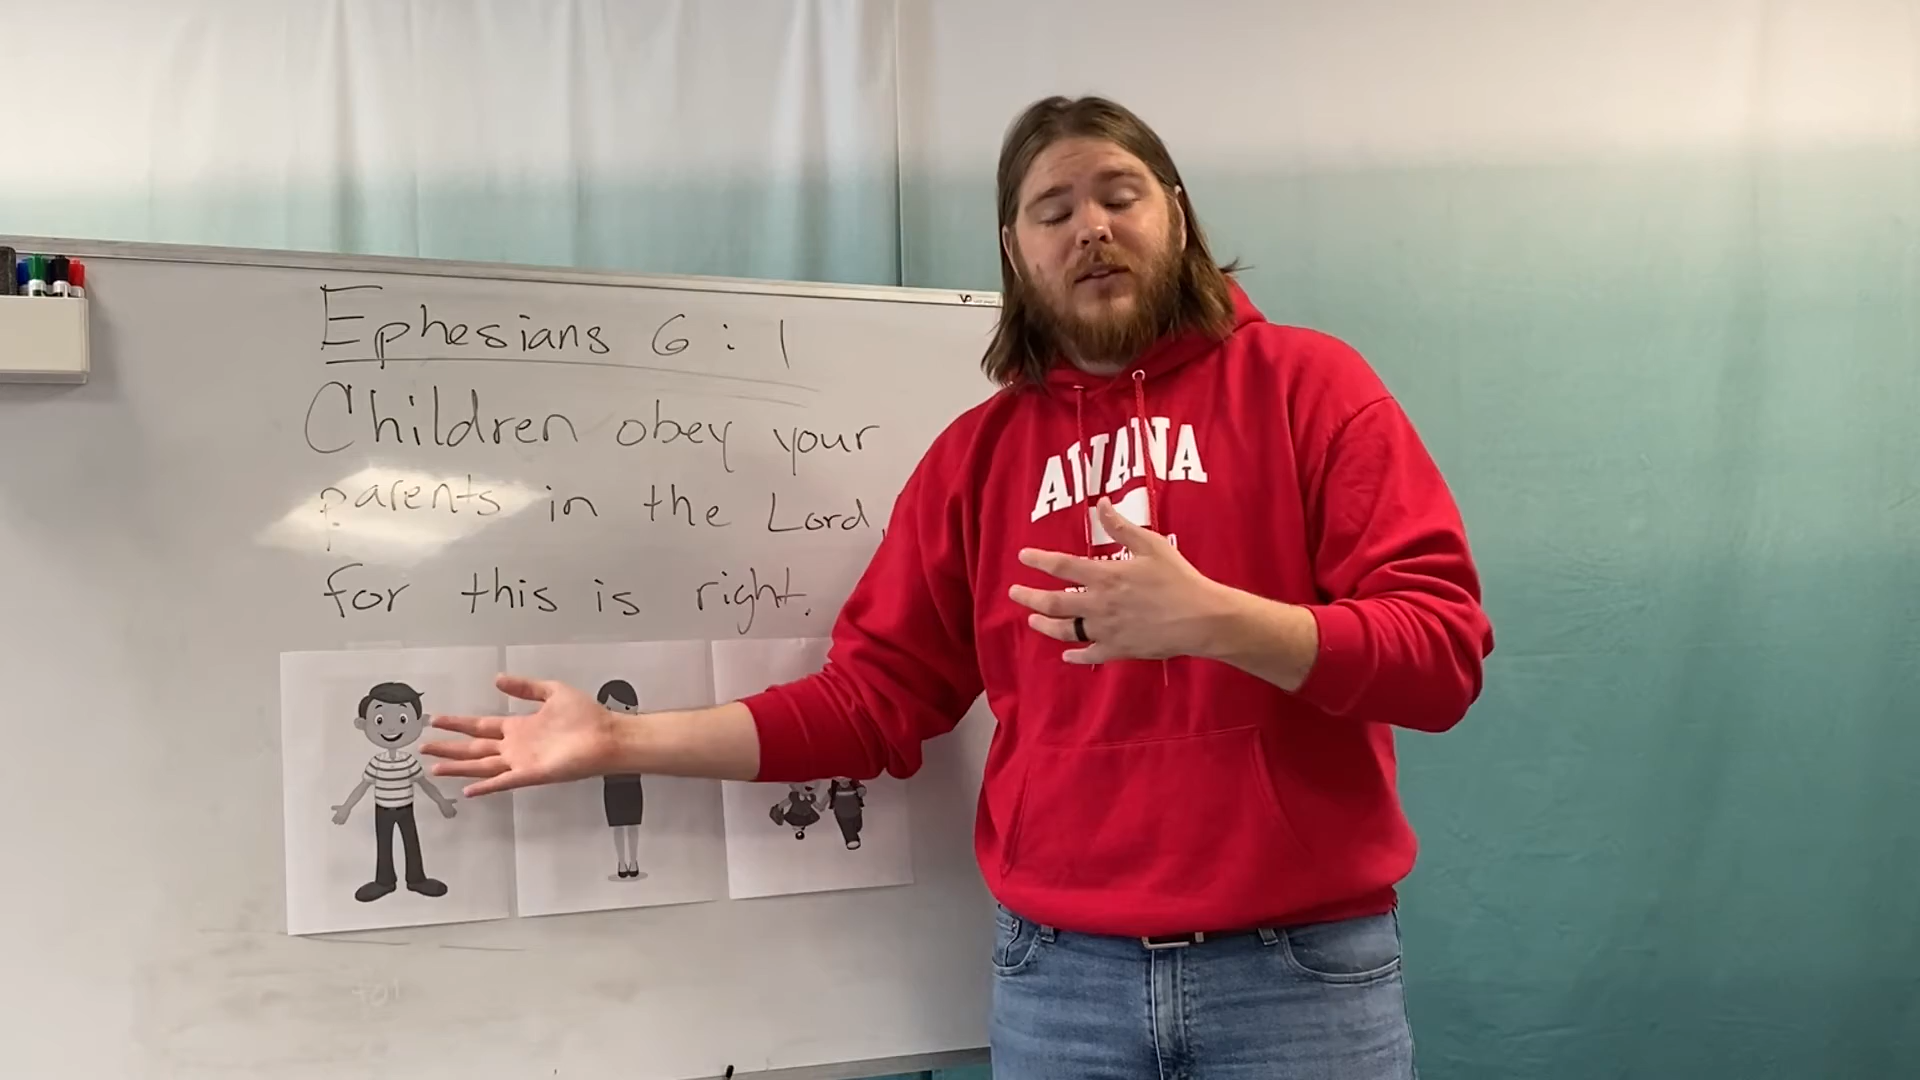 Ephesians 6:1
Children obey your
parents in the Lord,
for this is right.
AWANA